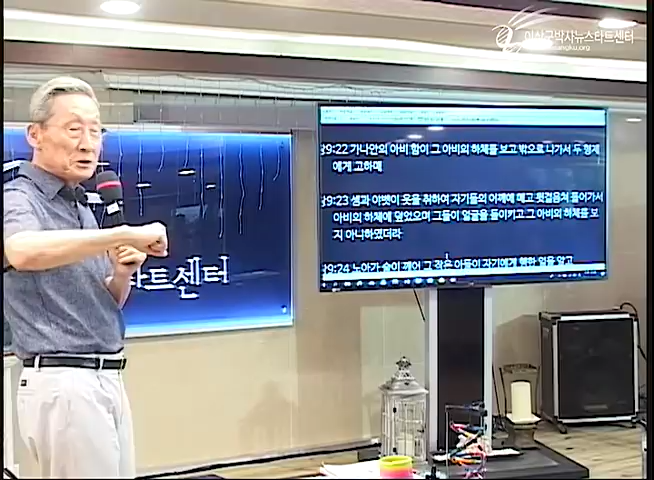 이상구박사뉴스타트센터
창9:22 가나안의 아비 함이 그 아비의 하체를 보고 밖으로 나가서 두 형제
에게 고하매
창9:23 셈과 야벳이 옷을 취하여 자기들의 어깨에 메고 뒷걸음쳐 들어가서
아비의 하체에 덮었으며 그들이 얼굴을 돌이키고 그 아비의 하체를 보
지 아니하였더라
창9:24 노아가 술이 깨어 그 작은 아들이 자기에게 행한 일을 알고
타트센터